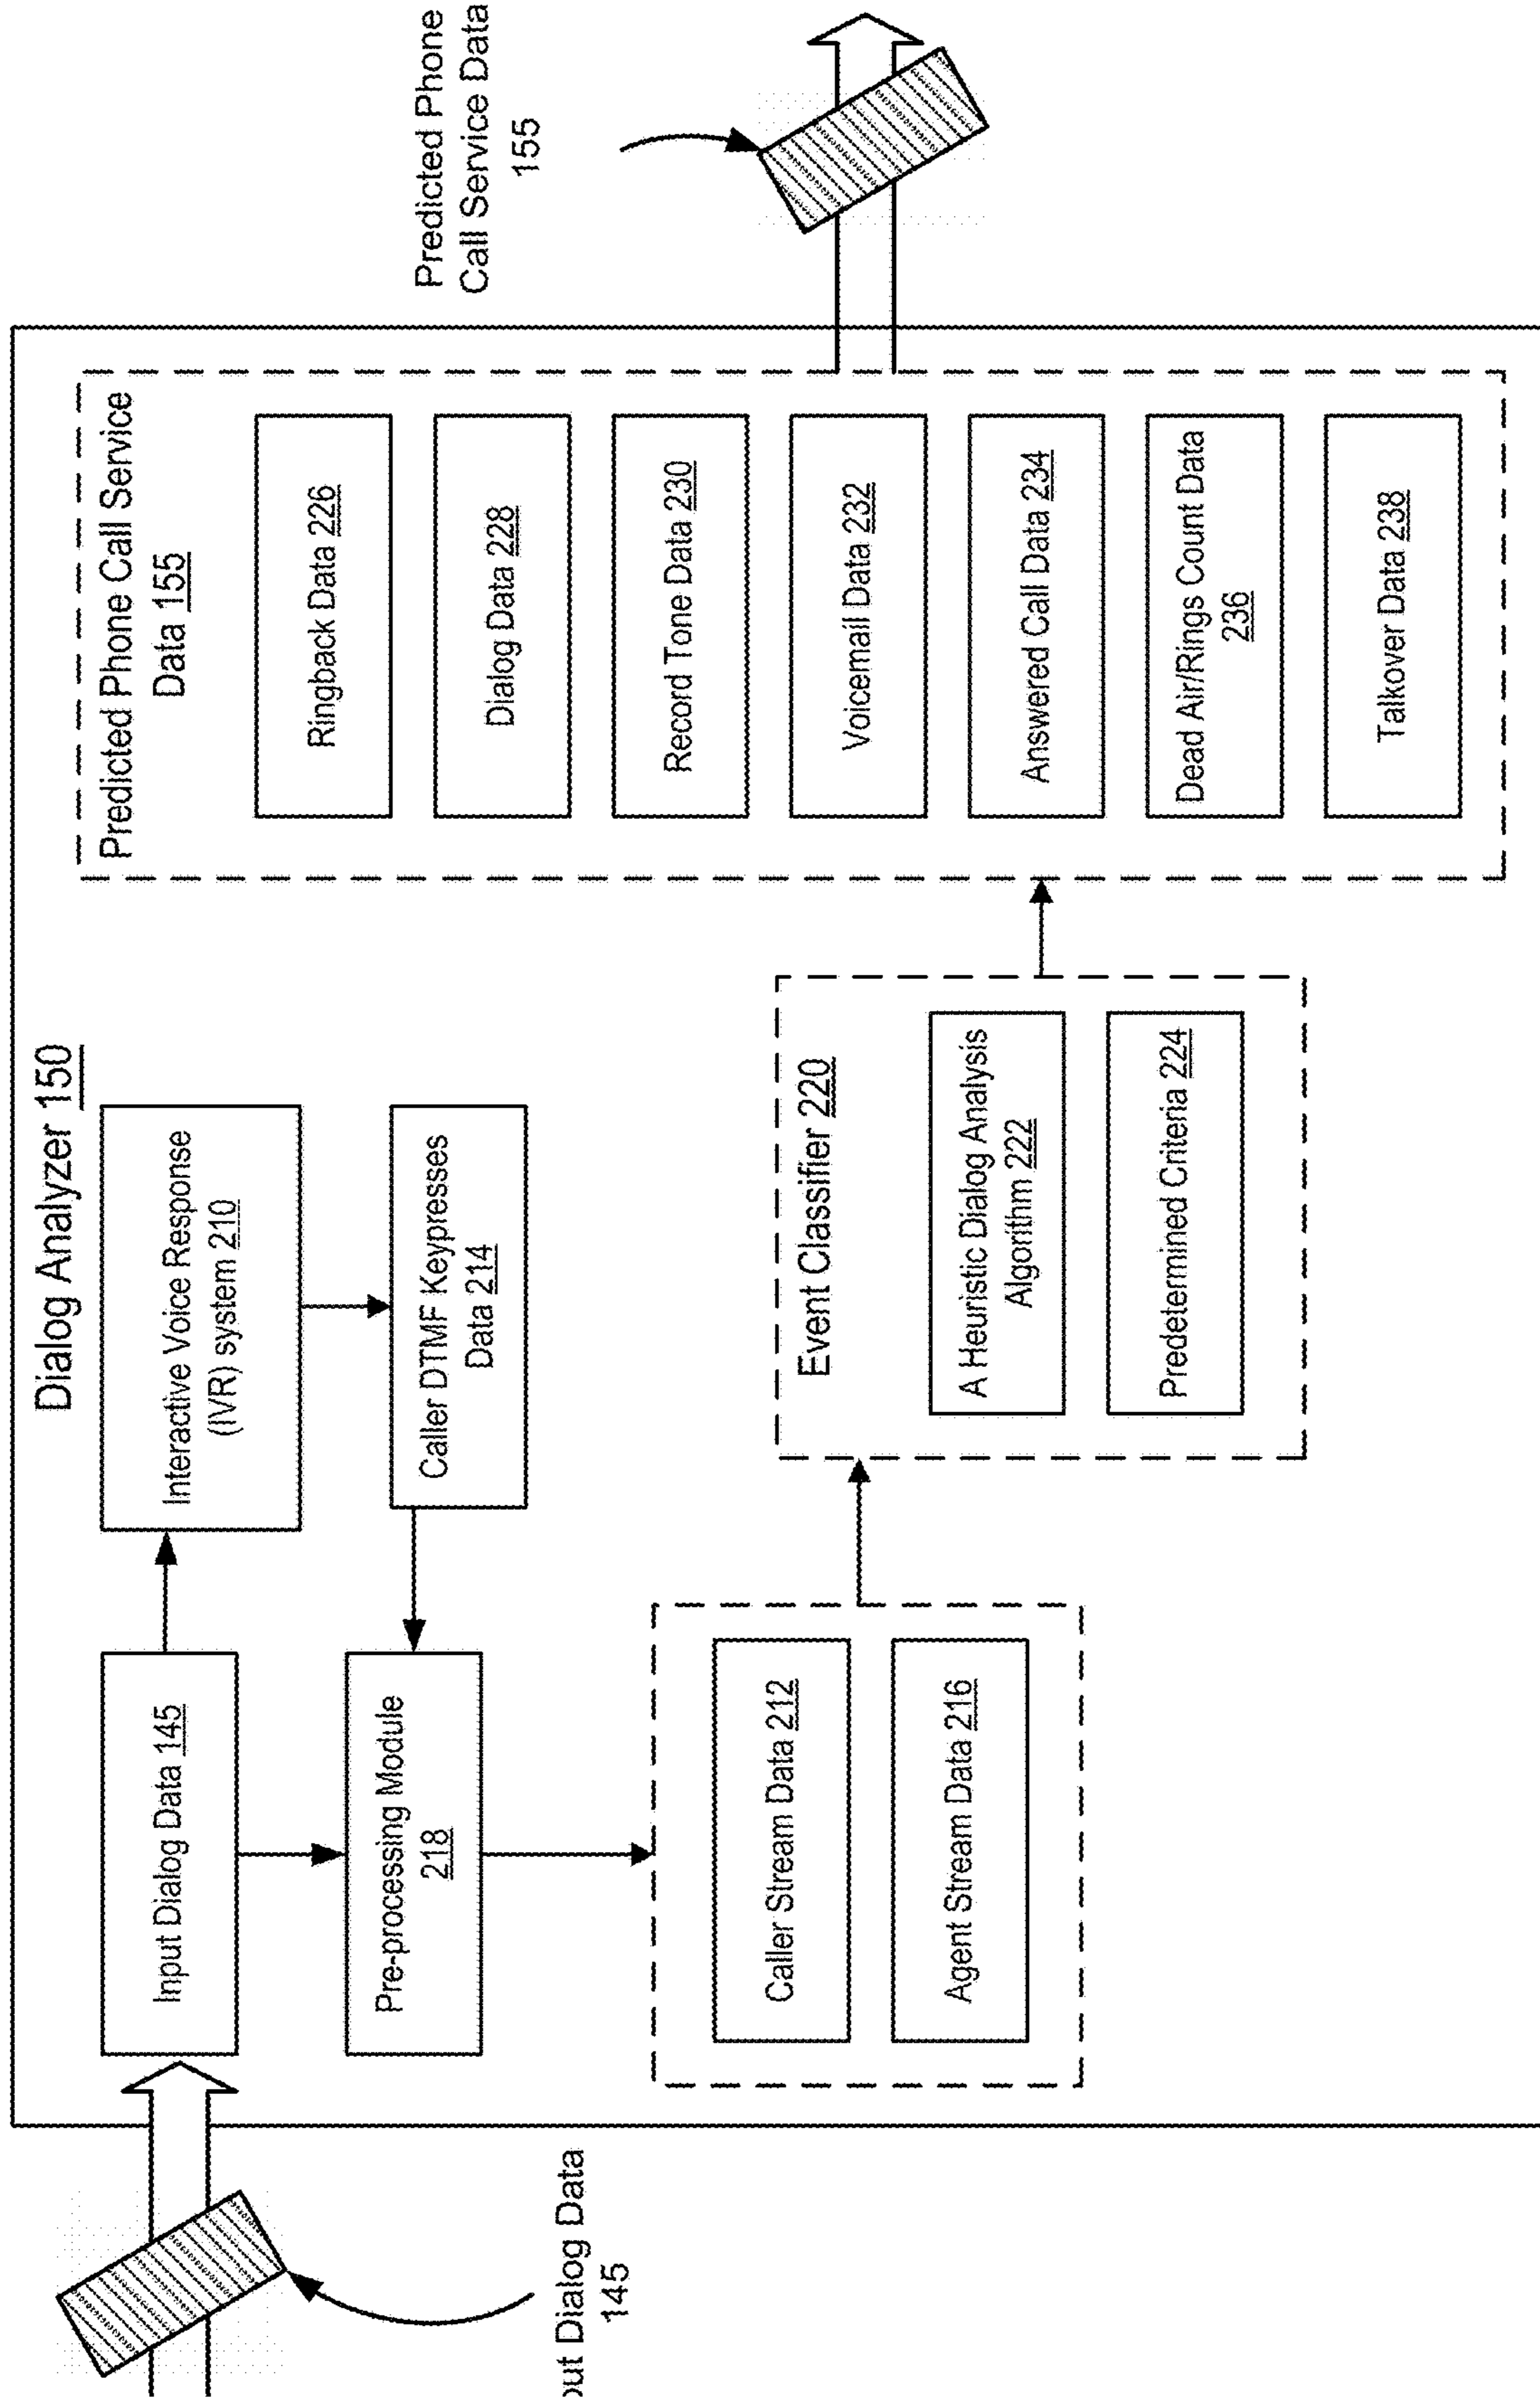 Dialog Analyzer 150
Input Dialog Data 145
Interactive Voice Response
(IVR) system 210
Caller DTMF Keypresses
Data 214
Pre-processing Module
218
Caller Stream Data 212
Agent Stream Data 216
Event Classifier 220
A Heuristic Dialog Analysis
Algorithm 222
Predetermined Criteria 224
Predicted Phone Call Service
Data 155
Ringback Data 226
Dialog Data 228
Record Tone Data 230
Voicemail Data 232
Answered Call Data 234
Dead Air/Rings Count Data
236
Talkover Data 238
Dialog Data
145
Predicted Phone
Call Service Data
155